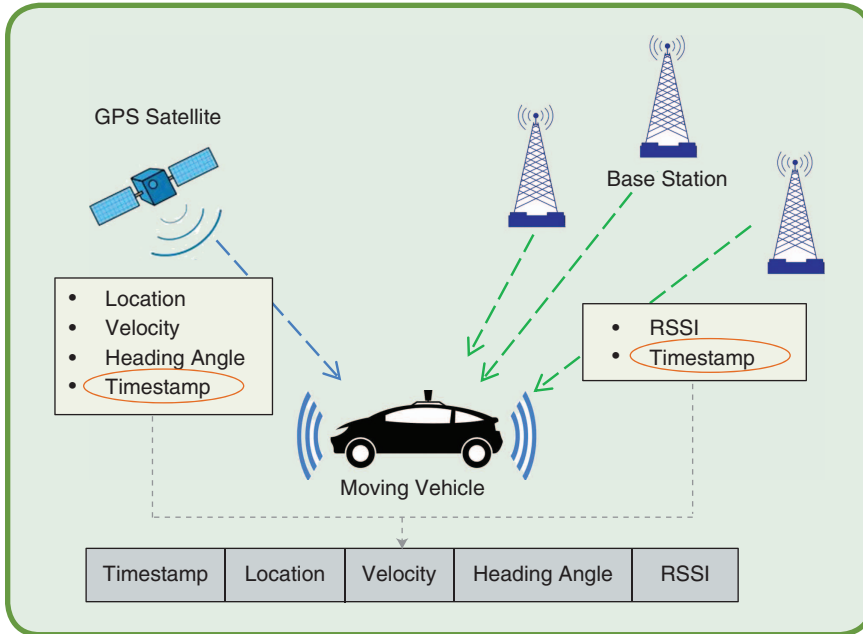 GPS Satellite
Base Station
• Location
• Velocity
• Heading Angle
• Timestamp
• RSSI
• Timestamp
Moving Vehicle
Timestamp Location Velocity Heading Angle RSSI